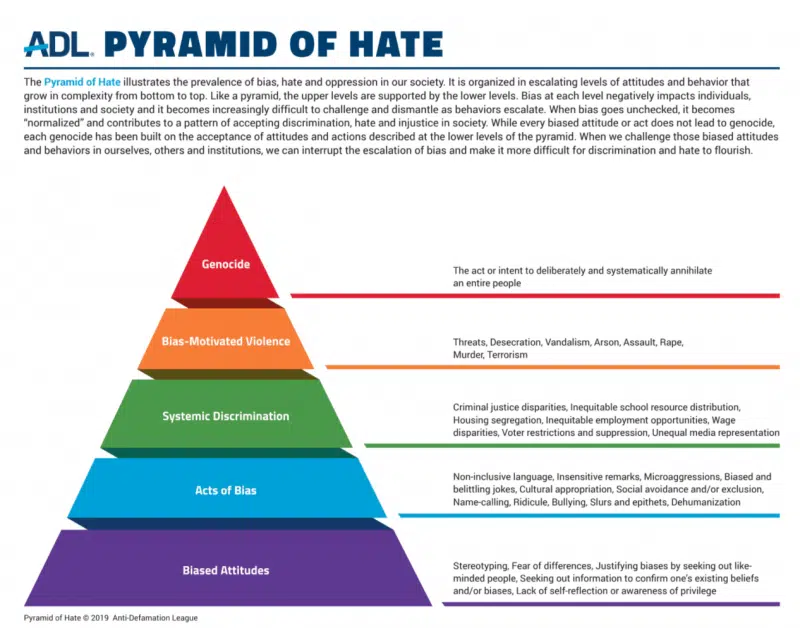 ADL® PYRAMID OF HATE
The Pyramid of Hate illustrates the prevalence of bias, hate and oppression in our society. It is organized in escalating levels of attitudes and behavior that
grow in complexity from bottom to top. Like a pyramid, the upper levels are supported by the lower levels. Bias at each level negatively impacts individuals,
institutions and society and it becomes increasingly difficult to challenge and dismantle as behaviors escalate. When bias goes unchecked, it becomes
“normalized” and contributes to a pattern of accepting discrimination, hate and injustice in society. While every biased attitude or act does not lead to genocide,
each genocide has been built on the acceptance of attitudes and actions described at the lower levels of the pyramid. When we challenge those biased attitudes
and behaviors in ourselves, others and institutions, we can interrupt the escalation of bias and make it more difficult for discrimination and hate to flourish.
Genocide
The act or intent to deliberately and systematically annihilate
an entire people
Bias-Motivated Violence
Threats, Desecration, Vandalism, Arson, Assault, Rape,
Murder, Terrorism
Systemic Discrimination
Criminal justice disparities, Inequitable school resource distribution,
Housing segregation, Inequitable employment opportunities, Wage
disparities, Voter restrictions and suppression, Unequal media representation
Acts of Bias
Non-inclusive language, Insensitive remarks, Microaggressions, Biased and
belittling jokes, Cultural appropriation, Social avoidance and/or exclusion,
Name-calling, Ridicule, Bullying, Slurs and epithets, Dehumanization
Biased Attitudes
Stereotyping, Fear of differences, Justifying biases by seeking out like-
minded people, Seeking out information to confirm one’s existing beliefs
and/or biases, Lack of self-reflection or awareness of privilege
Pyramid of Hate © 2019 Anti-Defamation League